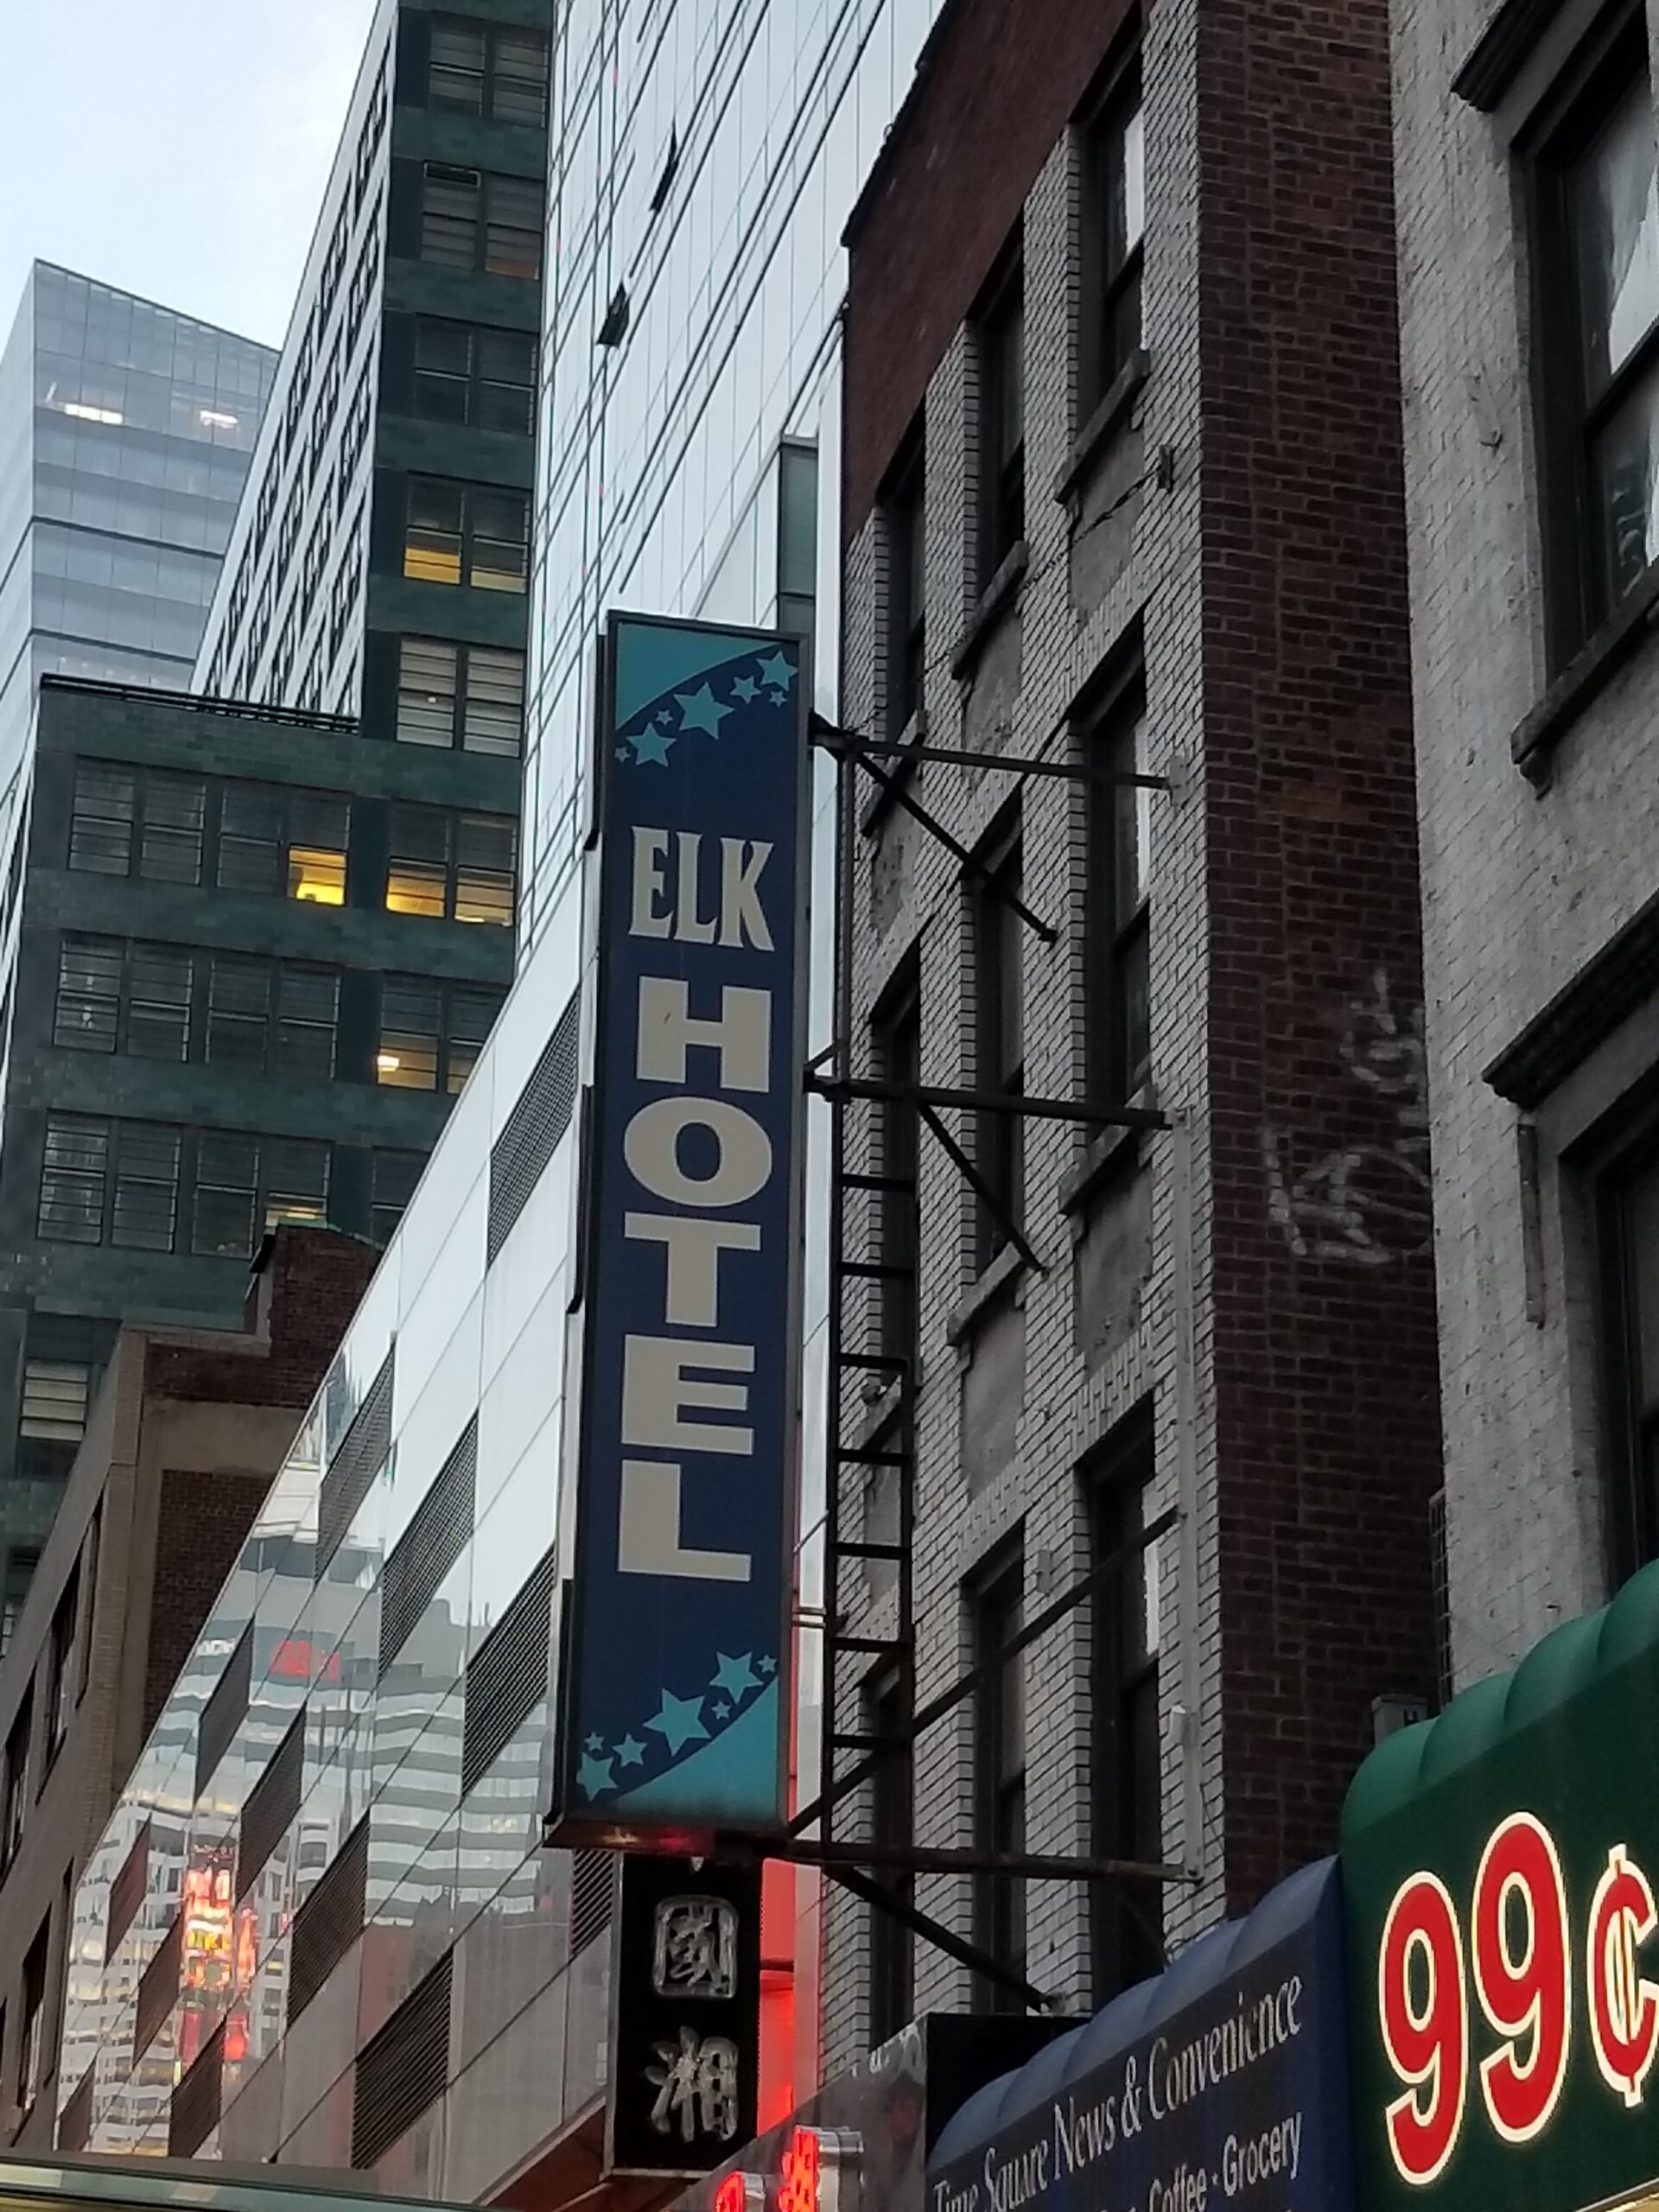 ELK
HOTEL
國
湘
Time Square News & Convenience
Coffee - Grocery
99¢